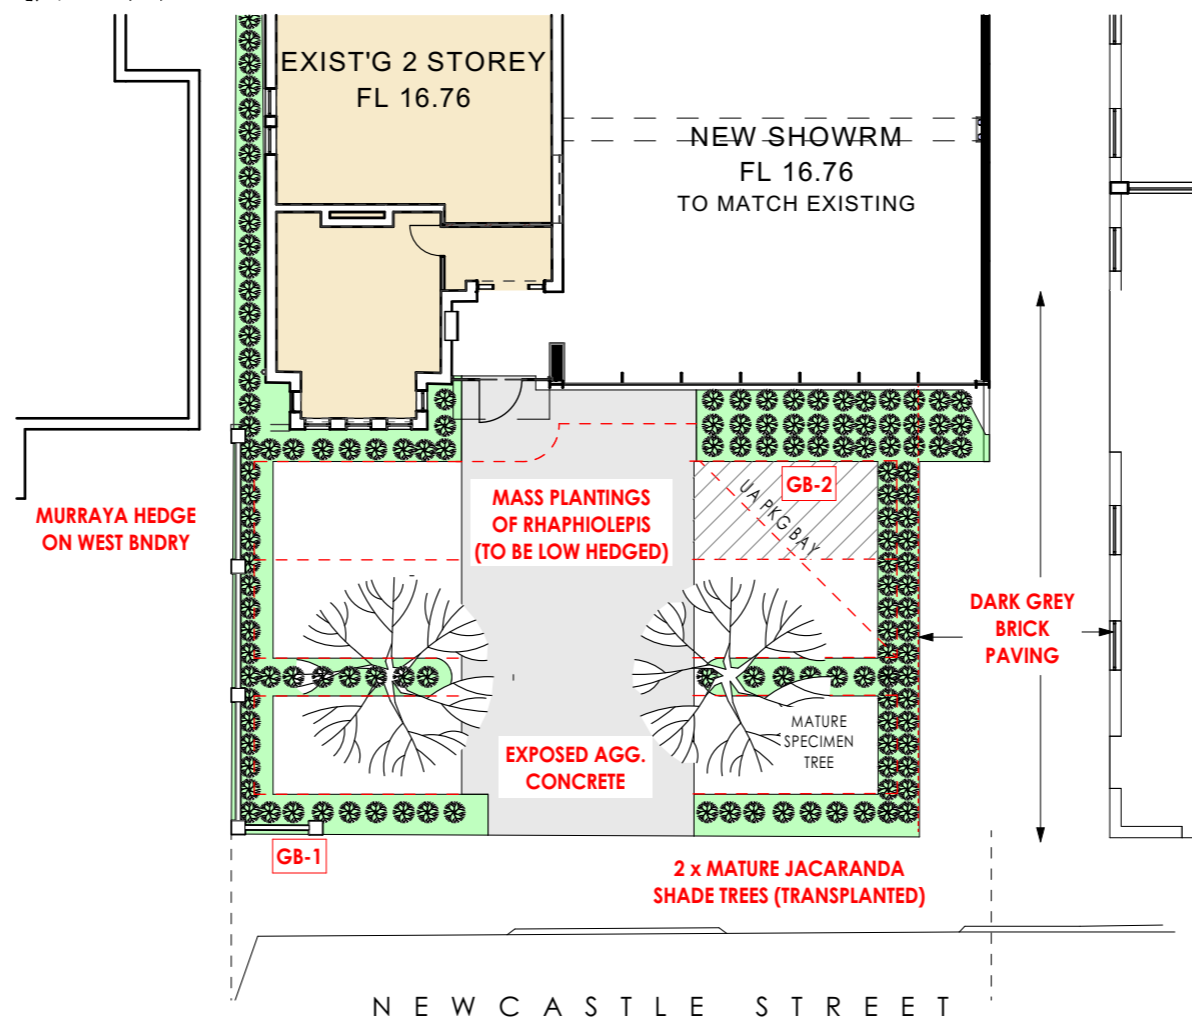 EXIST'G 2 STOREY
FL 16.76
NEW SHOWRM
FL 16.76
TO MATCH EXISTING
MURRAYA HEDGE
ON WEST BNDRY
MASS PLANTINGS
OF RHAPHIOLEPIS
(TO BE LOW HEDGED)
GB-2
UA PKG BAY
DARK GREY
BRICK
PAVING
MATURE
SPECIMEN
TREE
EXPOSED AGG.
CONCRETE
GB-1
2 x MATURE JACARANDA
SHADE TREES (TRANSPLANTED)
NEWCASTLE STREET